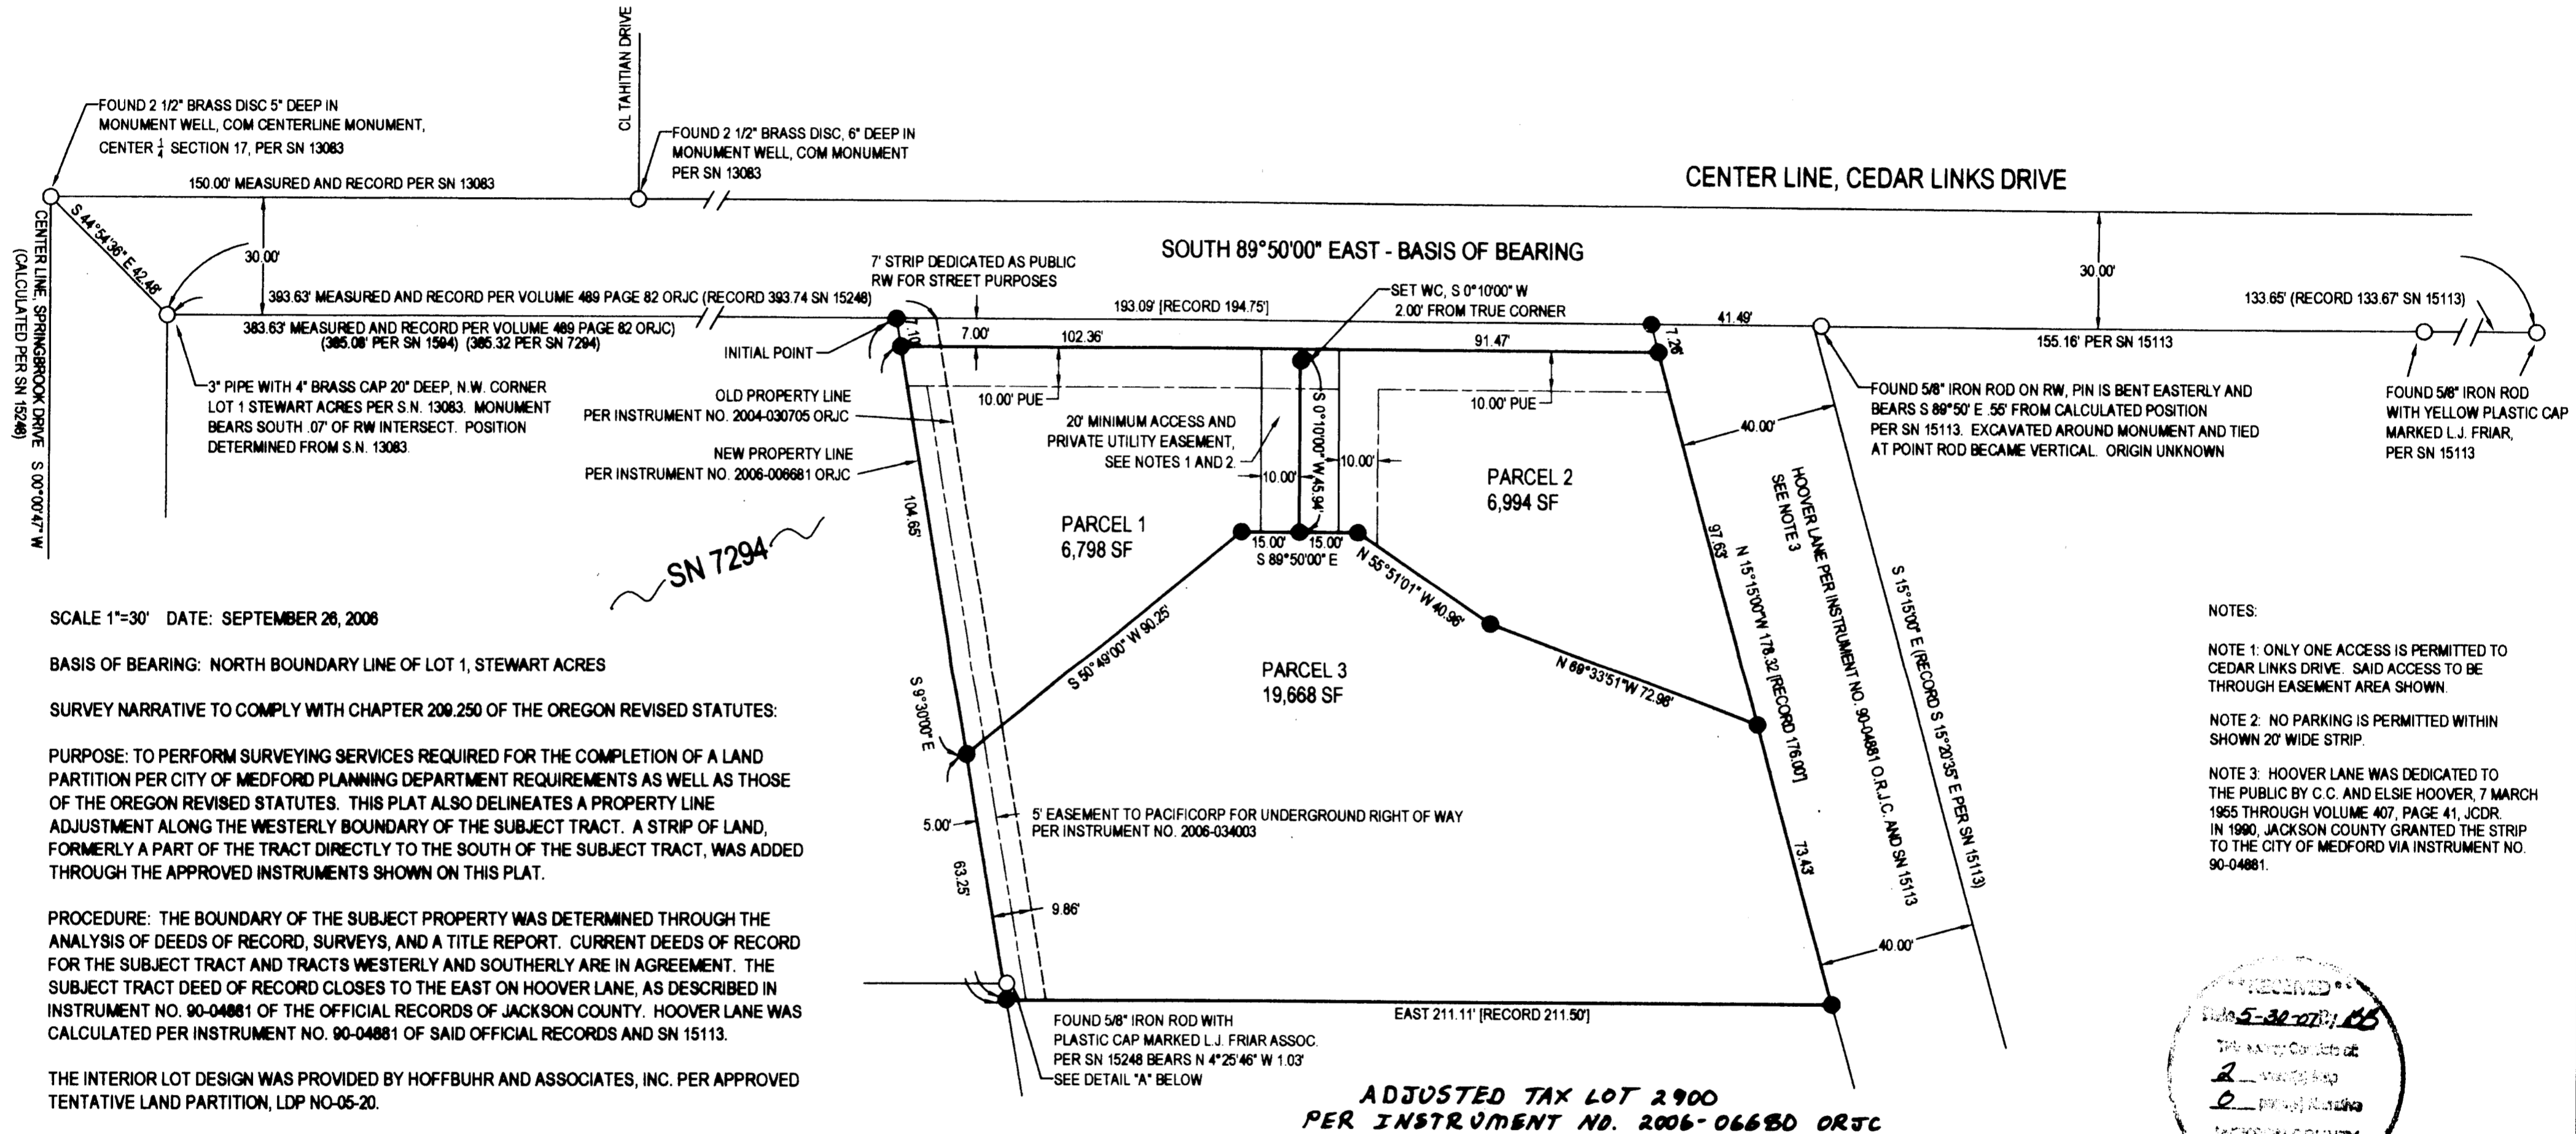 CL TAHITIAN DRIVE
FOUND 2 1/2" BRASS DISC 5" DEEP IN
MONUMENT WELL, COM CENTERLINE MONUMENT,
CENTER 1/4 SECTION 17, PER SN 13083
FOUND 2 1/2" BRASS DISC, 6" DEEP IN
MONUMENT WELL, COM MONUMENT
PER SN 13083
150.00' MEASURED AND RECORD PER SN 13083
CENTER LINE, CEDAR LINKS DRIVE
CENTER LINE, SPRINGBROOK DRIVE S 00°00'47" W
(CALCULATED PER SN 15248)
S 44°54'36" E 42.48'
30.00'
SOUTH 89°50'00" EAST - BASIS OF BEARING
7' STRIP DEDICATED AS PUBLIC
RW FOR STREET PURPOSES
30.00'
393.63' MEASURED AND RECORD PER VOLUME 489 PAGE 82 ORJC (RECORD 393.74 SN 15248)
383.63' MEASURED AND RECORD PER VOLUME 489 PAGE 82 ORJC)
(385.08' PER SN 1594) (385.32 PER SN 7294)
193.09' [RECORD 194.75']
SET WC, S 0°10'00" W
2.00' FROM TRUE CORNER
41.49'
133.65' (RECORD 133.67' SN 15113)
155.16' PER SN 15113
7.10'
7.00'
102.36'
91.47'
7.26'
INITIAL POINT
3" PIPE WITH 4" BRASS CAP 20" DEEP, N.W. CORNER
LOT 1 STEWART ACRES PER S.N. 13083. MONUMENT
BEARS SOUTH .07' OF RW INTERSECT. POSITION
DETERMINED FROM S.N. 13083.
OLD PROPERTY LINE
PER INSTRUMENT NO. 2004-030705 ORJC
NEW PROPERTY LINE
PER INSTRUMENT NO. 2006-006681 ORJC
10.00' PUE
10.00' PUE
20' MINIMUM ACCESS AND
PRIVATE UTILITY EASEMENT,
SEE NOTES 1 AND 2.
10.00'
S 0°10'00" W 45.94'
10.00'
FOUND 5/8" IRON ROD ON RW, PIN IS BENT EASTERLY AND
BEARS S 89°50' E .55' FROM CALCULATED POSITION
PER SN 15113. EXCAVATED AROUND MONUMENT AND TIED
AT POINT ROD BECAME VERTICAL. ORIGIN UNKNOWN
FOUND 5/8" IRON ROD
WITH YELLOW PLASTIC CAP
MARKED L.J. FRIAR,
PER SN 15113
40.00'
PARCEL 2
6,994 SF
PARCEL 1
6,798 SF
104.65'
15.00'
15.00'
S 89°50'00" E
N 55°51'01" W 40.96'
97.63'
N 15°15'00"W 178.32 [RECORD 176.00']
HOOVER LANE PER INSTRUMENT NO. 90-04881 O.R.J.C. AND SN 15113
SEE NOTE 3
S 15°15'00" E (RECORD S 15°20'35" E PER SN 15113)
SN 7294
SCALE 1"=30' DATE: SEPTEMBER 26, 2006
BASIS OF BEARING: NORTH BOUNDARY LINE OF LOT 1, STEWART ACRES
SURVEY NARRATIVE TO COMPLY WITH CHAPTER 209.250 OF THE OREGON REVISED STATUTES:
PURPOSE: TO PERFORM SURVEYING SERVICES REQUIRED FOR THE COMPLETION OF A LAND
PARTITION PER CITY OF MEDFORD PLANNING DEPARTMENT REQUIREMENTS AS WELL AS THOSE
OF THE OREGON REVISED STATUTES. THIS PLAT ALSO DELINEATES A PROPERTY LINE
ADJUSTMENT ALONG THE WESTERLY BOUNDARY OF THE SUBJECT TRACT. A STRIP OF LAND,
FORMERLY A PART OF THE TRACT DIRECTLY TO THE SOUTH OF THE SUBJECT TRACT, WAS ADDED
THROUGH THE APPROVED INSTRUMENTS SHOWN ON THIS PLAT.
PROCEDURE: THE BOUNDARY OF THE SUBJECT PROPERTY WAS DETERMINED THROUGH THE
ANALYSIS OF DEEDS OF RECORD, SURVEYS, AND A TITLE REPORT. CURRENT DEEDS OF RECORD
FOR THE SUBJECT TRACT AND TRACTS WESTERLY AND SOUTHERLY ARE IN AGREEMENT. THE
SUBJECT TRACT DEED OF RECORD CLOSES TO THE EAST ON HOOVER LANE, AS DESCRIBED IN
INSTRUMENT NO. 90-04881 OF THE OFFICIAL RECORDS OF JACKSON COUNTY. HOOVER LANE WAS
CALCULATED PER INSTRUMENT NO. 90-04881 OF SAID OFFICIAL RECORDS AND SN 15113.
THE INTERIOR LOT DESIGN WAS PROVIDED BY HOFFBUHR AND ASSOCIATES, INC. PER APPROVED
TENTATIVE LAND PARTITION, LDP NO-05-20.
S 50°49'00" W 90.25'
PARCEL 3
19,668 SF
N 69°33'51"W 72.98'
S 9°30'00" E
5.00'
5' EASEMENT TO PACIFICORP FOR UNDERGROUND RIGHT OF WAY
PER INSTRUMENT NO. 2006-034003
63.25'
9.86'
73.43'
40.00'
EAST 211.11' [RECORD 211.50']
FOUND 5/8" IRON ROD WITH
PLASTIC CAP MARKED L.J. FRIAR ASSOC.
PER SN 15248 BEARS N 4°25'46" W 1.03'
SEE DETAIL "A" BELOW
ADJUSTED TAX LOT 2900
PER INSTRUMENT NO. 2006-06680 ORJC
NOTES:
NOTE 1: ONLY ONE ACCESS IS PERMITTED TO
CEDAR LINKS DRIVE. SAID ACCESS TO BE
THROUGH EASEMENT AREA SHOWN.
NOTE 2: NO PARKING IS PERMITTED WITHIN
SHOWN 20' WIDE STRIP.
NOTE 3: HOOVER LANE WAS DEDICATED TO
THE PUBLIC BY C.C. AND ELSIE HOOVER, 7 MARCH
1955 THROUGH VOLUME 407, PAGE 41, JCDR.
IN 1990, JACKSON COUNTY GRANTED THE STRIP
TO THE CITY OF MEDFORD VIA INSTRUMENT NO.
90-04881.
RECEIVED
5-30-07
2
0